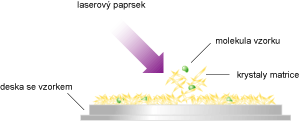 laserový paprsek
molekula vzorku
krystaly matrice
deska se vzorkem